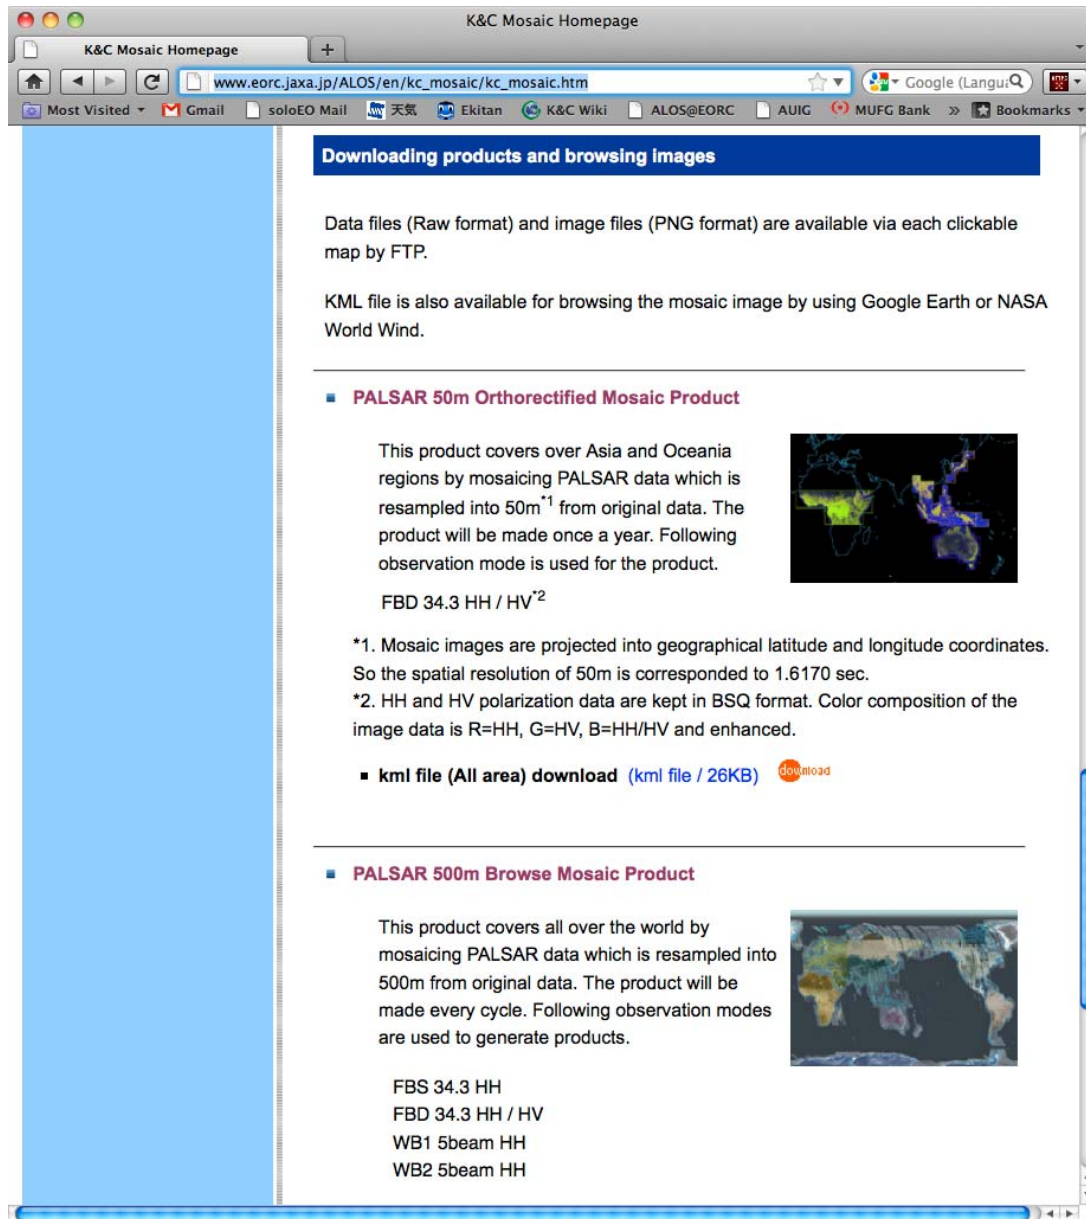 K&C Mosaic Homepage
K&C Mosaic Homepage
www.eorc.jaxa.jp/ALOS/en/kc_mosaic/kc_mosaic.htm
Google (Langua
Most Visited
Gmail
soloEO Mail
天気
Ekitan
K&C Wiki
ALOS@EORC
AUIG
MUFG Bank
»
Bookmarks
Downloading products and browsing images
Data files (Raw format) and image files (PNG format) are available via each clickable
map by FTP.
KML file is also available for browsing the mosaic image by using Google Earth or NASA
World Wind.
PALSAR 50m Orthorectified Mosaic Product
This product covers over Asia and Oceania
regions by mosaicing PALSAR data which is
resampled into 50m*1 from original data. The
product will be made once a year. Following
observation mode is used for the product.
FBD 34.3 HH / HV*2
*1. Mosaic images are projected into geographical latitude and longitude coordinates.
So the spatial resolution of 50m is corresponded to 1.6170 sec.
*2. HH and HV polarization data are kept in BSQ format. Color composition of the
image data is R=HH, G=HV, B=HH/HV and enhanced.
kml file (All area) download (kml file / 26KB) download
PALSAR 500m Browse Mosaic Product
This product covers all over the world by
mosaicing PALSAR data which is resampled into
500m from original data. The product will be
made every cycle. Following observation modes
are used to generate products.
FBS 34.3 HH
FBD 34.3 HH / HV
WB1 5beam HH
WB2 5beam HH